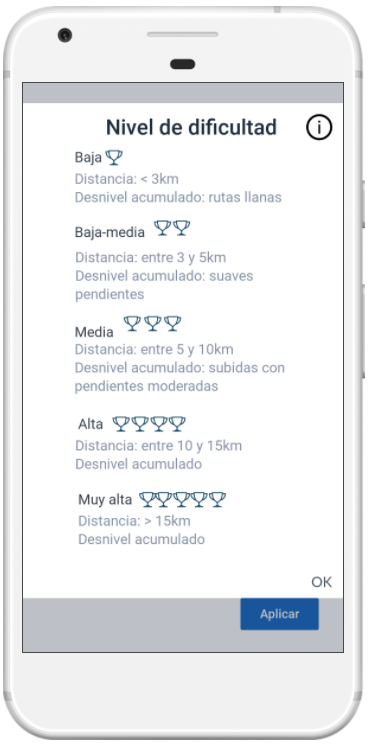 Nivel de dificultad
Baja
Distancia: < 3km
Desnivel acumulado: rutas llanas
Baja-media
Distancia: entre 3 y 5km
Desnivel acumulado: suaves
pendientes
Media
Distancia: entre 5 y 10km
Desnivel acumulado: subidas con
pendientes moderadas
Alta
Distancia: entre 10 y 15km
Desnivel acumulado
Muy alta
Distancia: > 15km
Desnivel acumulado
OK
Aplicar